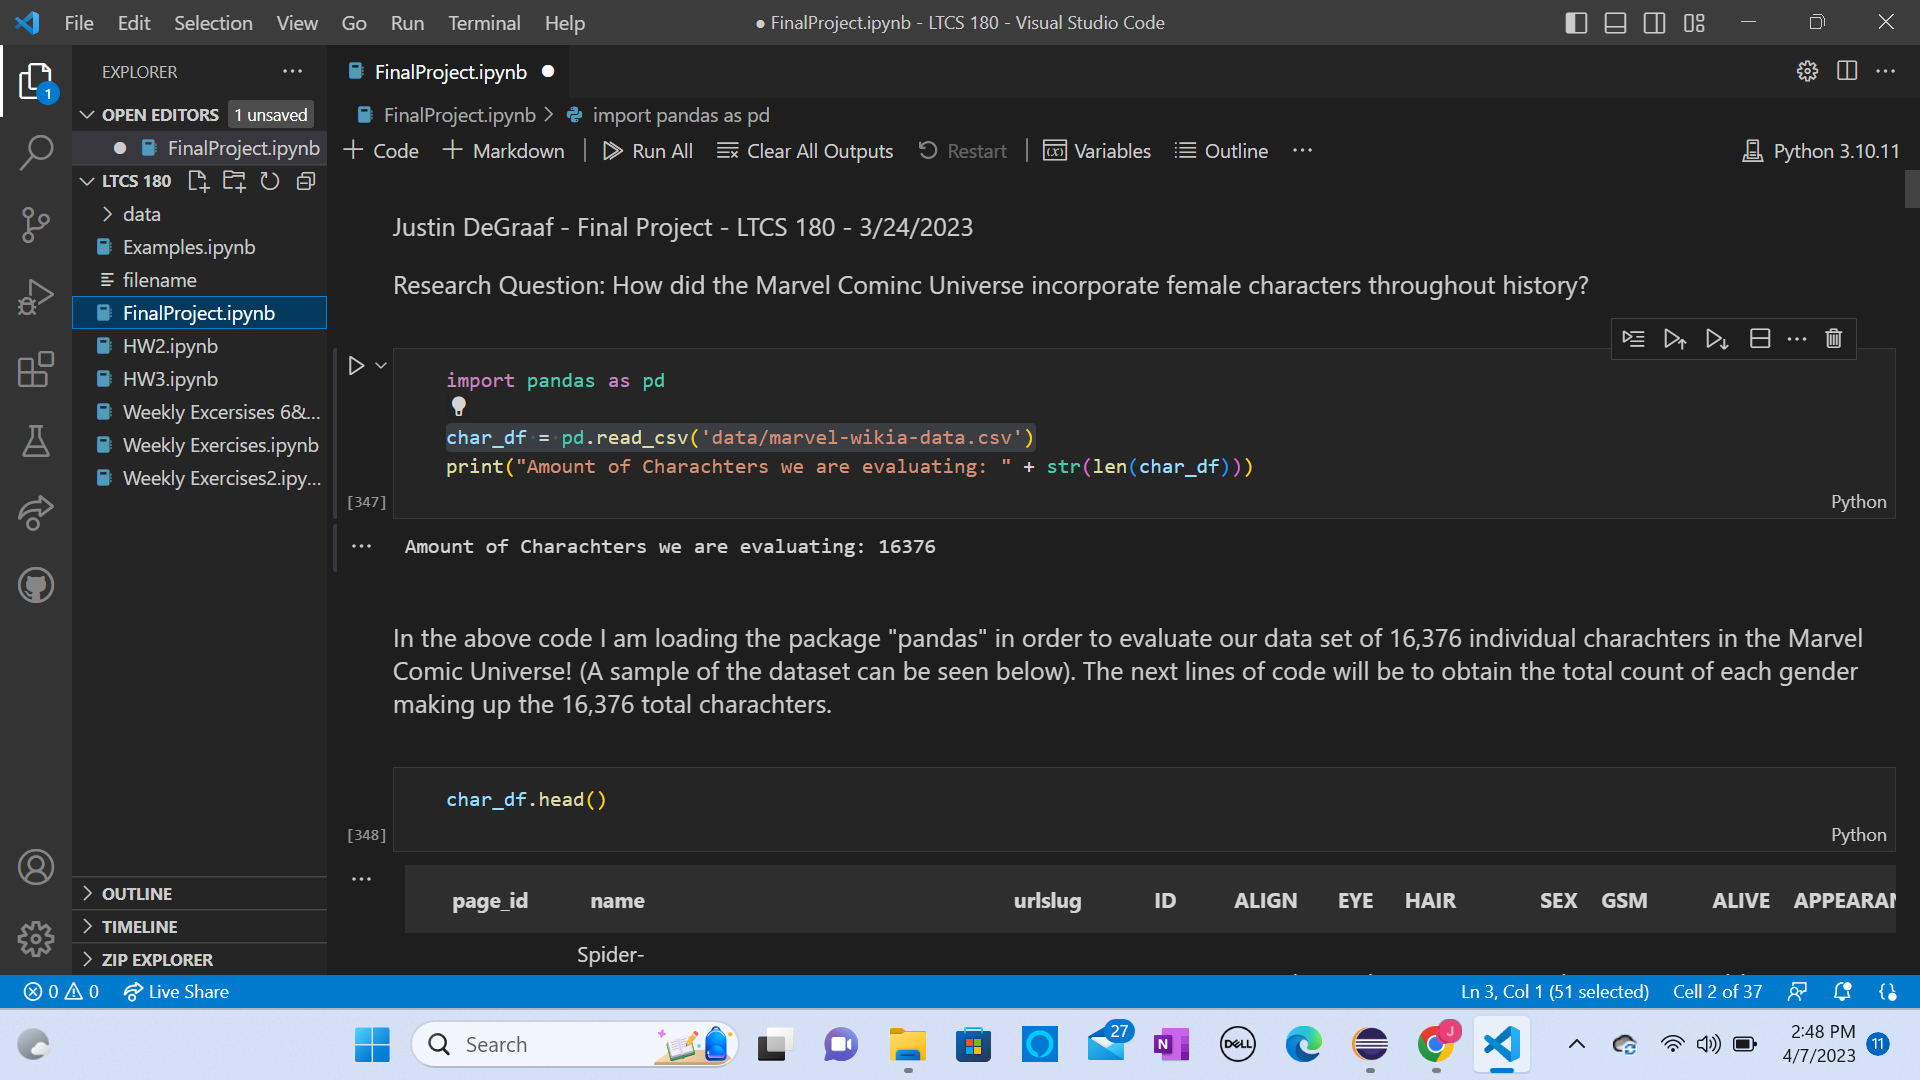 File Edit Selection View Go Run Terminal Help
● FinalProject.ipynb - LTCS 180 - Visual Studio Code
EXPLORER
1
OPEN EDITORS 1 unsaved
FinalProject.ipynb
LTCS 180
data
Examples.ipynb
filename
FinalProject.ipynb
HW2.ipynb
HW3.ipynb
Weekly Excersises 6&...
Weekly Exercises.ipynb
Weekly Exercises2.ipy...
OUTLINE
TIMELINE
ZIP EXPLORER
FinalProject.ipynb
FinalProject.ipynb > import pandas as pd
+ Code + Markdown Run All Clear All Outputs Restart Variables Outline ... Python 3.10.11
Justin DeGraaf - Final Project - LTCS 180 - 3/24/2023
Research Question: How did the Marvel Cominc Universe incorporate female characters throughout history?
import pandas as pd
char_df = pd.read_csv('data/marvel-wikia-data.csv')
print("Amount of Charachters we are evaluating: " + str(len(char_df)))
[347] Python
Amount of Charachters we are evaluating: 16376
In the above code I am loading the package "pandas" in order to evaluate our data set of 16,376 individual charachters in the Marvel
Comic Universe! (A sample of the dataset can be seen below). The next lines of code will be to obtain the total count of each gender
making up the 16,376 total charachters.
char_df.head()
[348] Python
page_id name urlslug ID ALIGN EYE HAIR SEX GSM ALIVE APPEARAN
Spider-
0 0 Live Share Ln 3, Col 1 (51 selected) Cell 2 of 37
Search
27
N
DELL
J
2:48 PM
4/7/2023
11